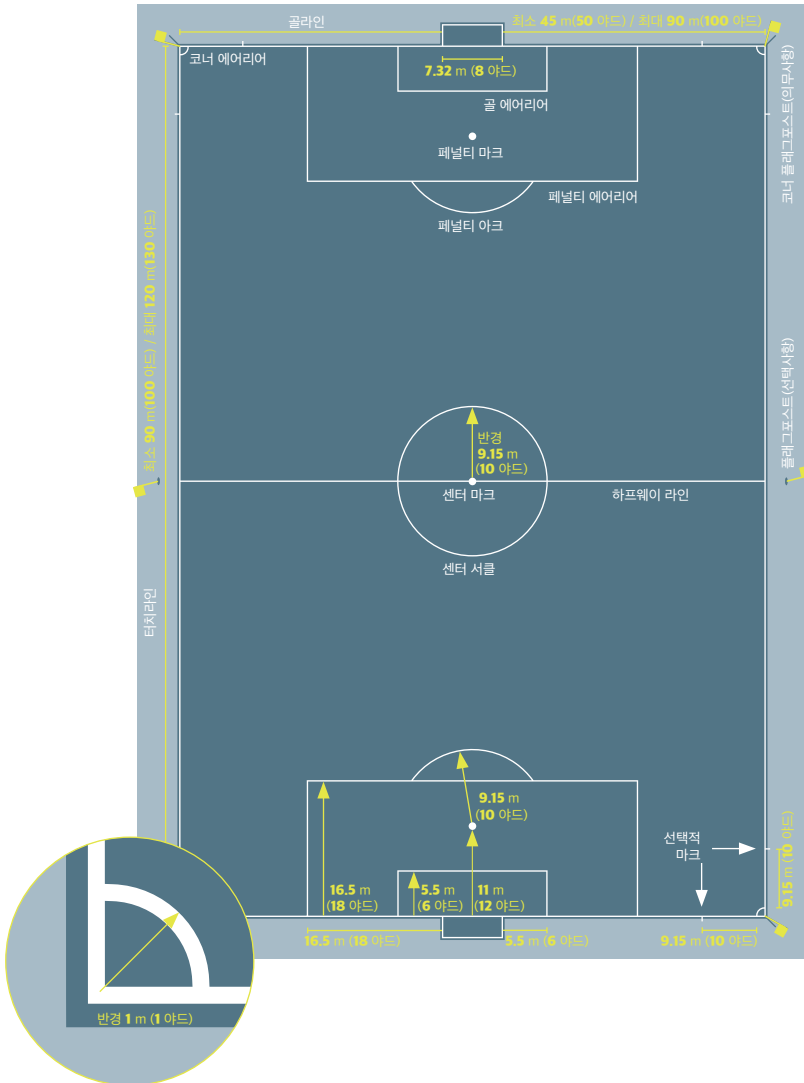 골라인
최소 45 m(50 야드) / 최대 90 m(100 야드)
코너 에어리어
7.32 m (8 야드)
골 에어리어
페널티 마크
페널티 에어리어
페널티 아크
코너 플래그포스트(의무사항)
최소 90 m(100 야드) / 최대 120 m(130 야드)
플래그포스트(선택사항)
반경
9.15 m
(10 야드)
센터 마크
하프웨이 라인
센터 서클
터치라인
9.15 m
(10 야드)
선택적
마크
9.15 m (10 야드)
16.5 m
(18 야드)
5.5 m
(6 야드)
11 m
(12 야드)
16.5 m (18 야드)
5.5 m (6 야드)
9.15 m (10 야드)
반경 1 m (1 야드)